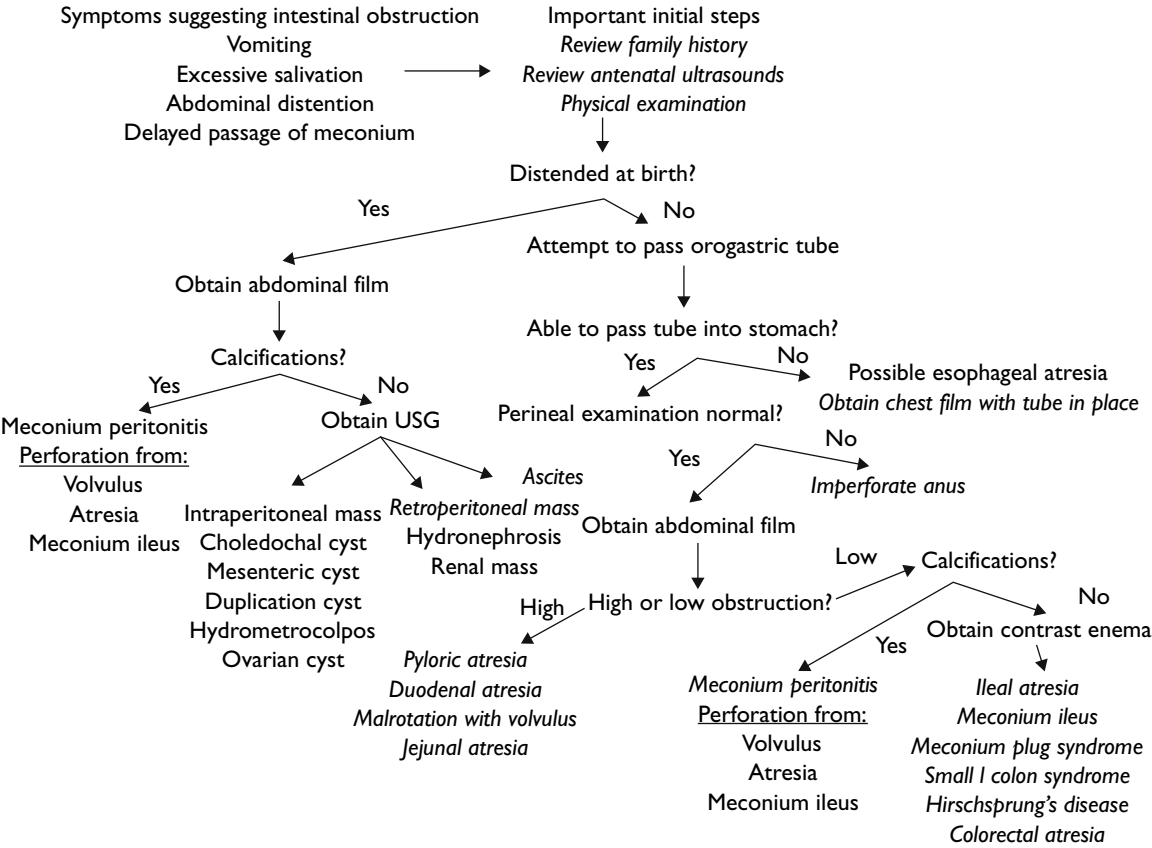 Symptoms suggesting intestinal obstruction
Vomiting
Excessive salivation
Abdominal distention
Delayed passage of meconium
Important initial steps
Review family history
Review antenatal ultrasounds
Physical examination
Distended at birth?
Yes
No
Obtain abdominal film
Calcifications?
Yes
No
Meconium peritonitis
Perforation from:
Volvulus
Atresia
Meconium ileus
Obtain USG
Intraperitoneal mass
Choledochal cyst
Mesenteric cyst
Duplication cyst
Hydrometrocolpos
Ovarian cyst
Retroperitoneal mass
Hydronephrosis
Renal mass
Ascites
Attempt to pass orogastric tube
Able to pass tube into stomach?
Yes
No
Possible esophageal atresia
Obtain chest film with tube in place
Perineal examination normal?
Yes
No
Imperforate anus
Obtain abdominal film
High or low obstruction?
High
Low
Pyloric atresia
Duodenal atresia
Malrotation with volvulus
Jejunal atresia
Calcifications?
Yes
No
Meconium peritonitis
Perforation from:
Volvulus
Atresia
Meconium ileus
Obtain contrast enema
Ileal atresia
Meconium ileus
Meconium plug syndrome
Small l colon syndrome
Hirschsprung's disease
Colorectal atresia